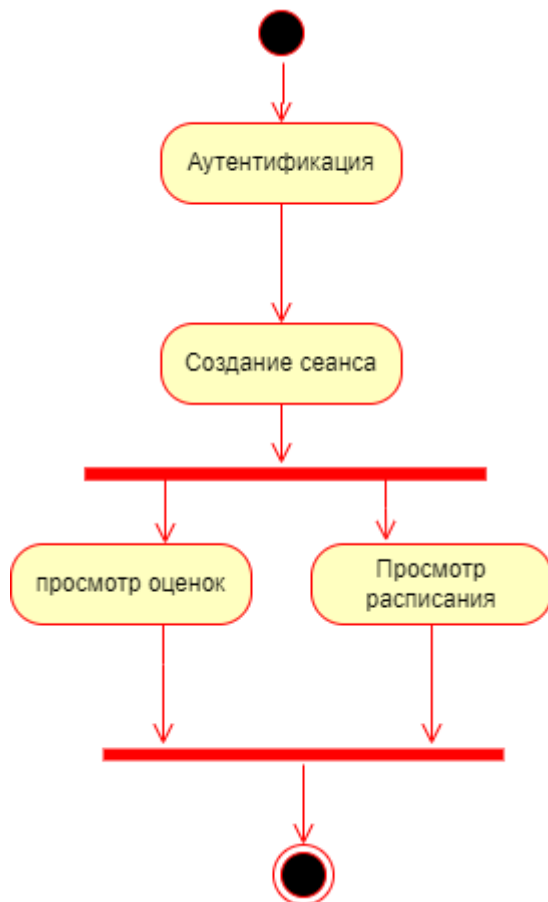 Аутентификация
Создание сеанса
просмотр оценок
Просмотр
расписания